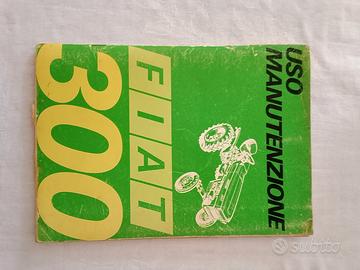 USO
MANUTENZIONE
FIAT
300
subito